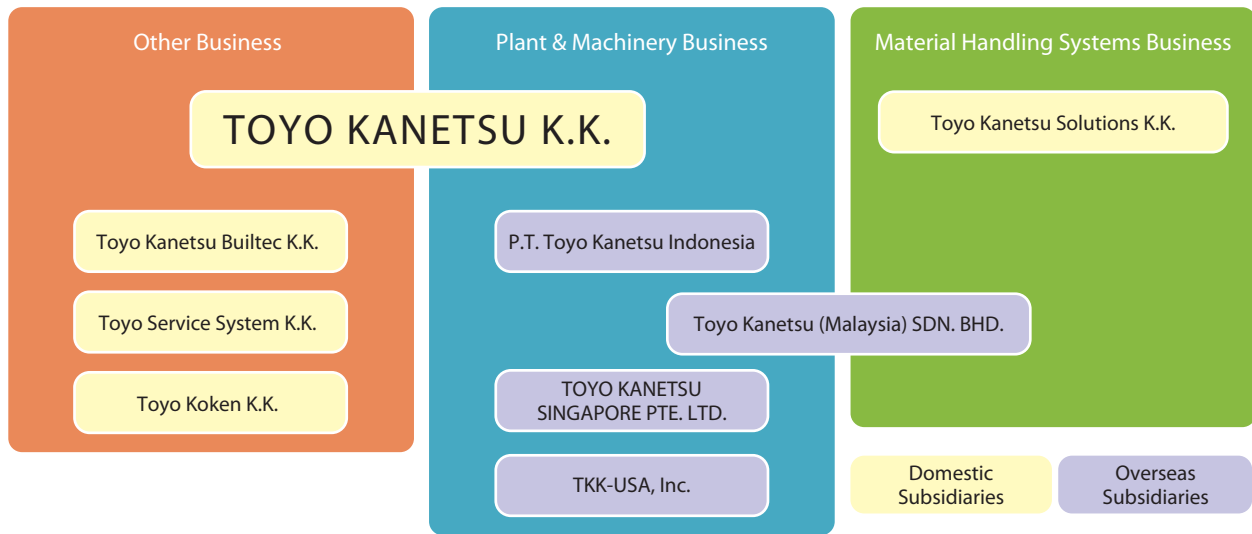 Other Business
Plant & Machinery Business
Material Handling Systems Business
TOYO KANETSU K.K.
Toyo Kanetsu Solutions K.K.
Toyo Kanetsu Builtec K.K.
P.T. Toyo Kanetsu Indonesia
Toyo Service System K.K.
Toyo Kanetsu (Malaysia) SDN. BHD.
Toyo Koken K.K.
TOYO KANETSU
SINGAPORE PTE. LTD.
TKK-USA, Inc.
Domestic
Subsidiaries
Overseas
Subsidiaries